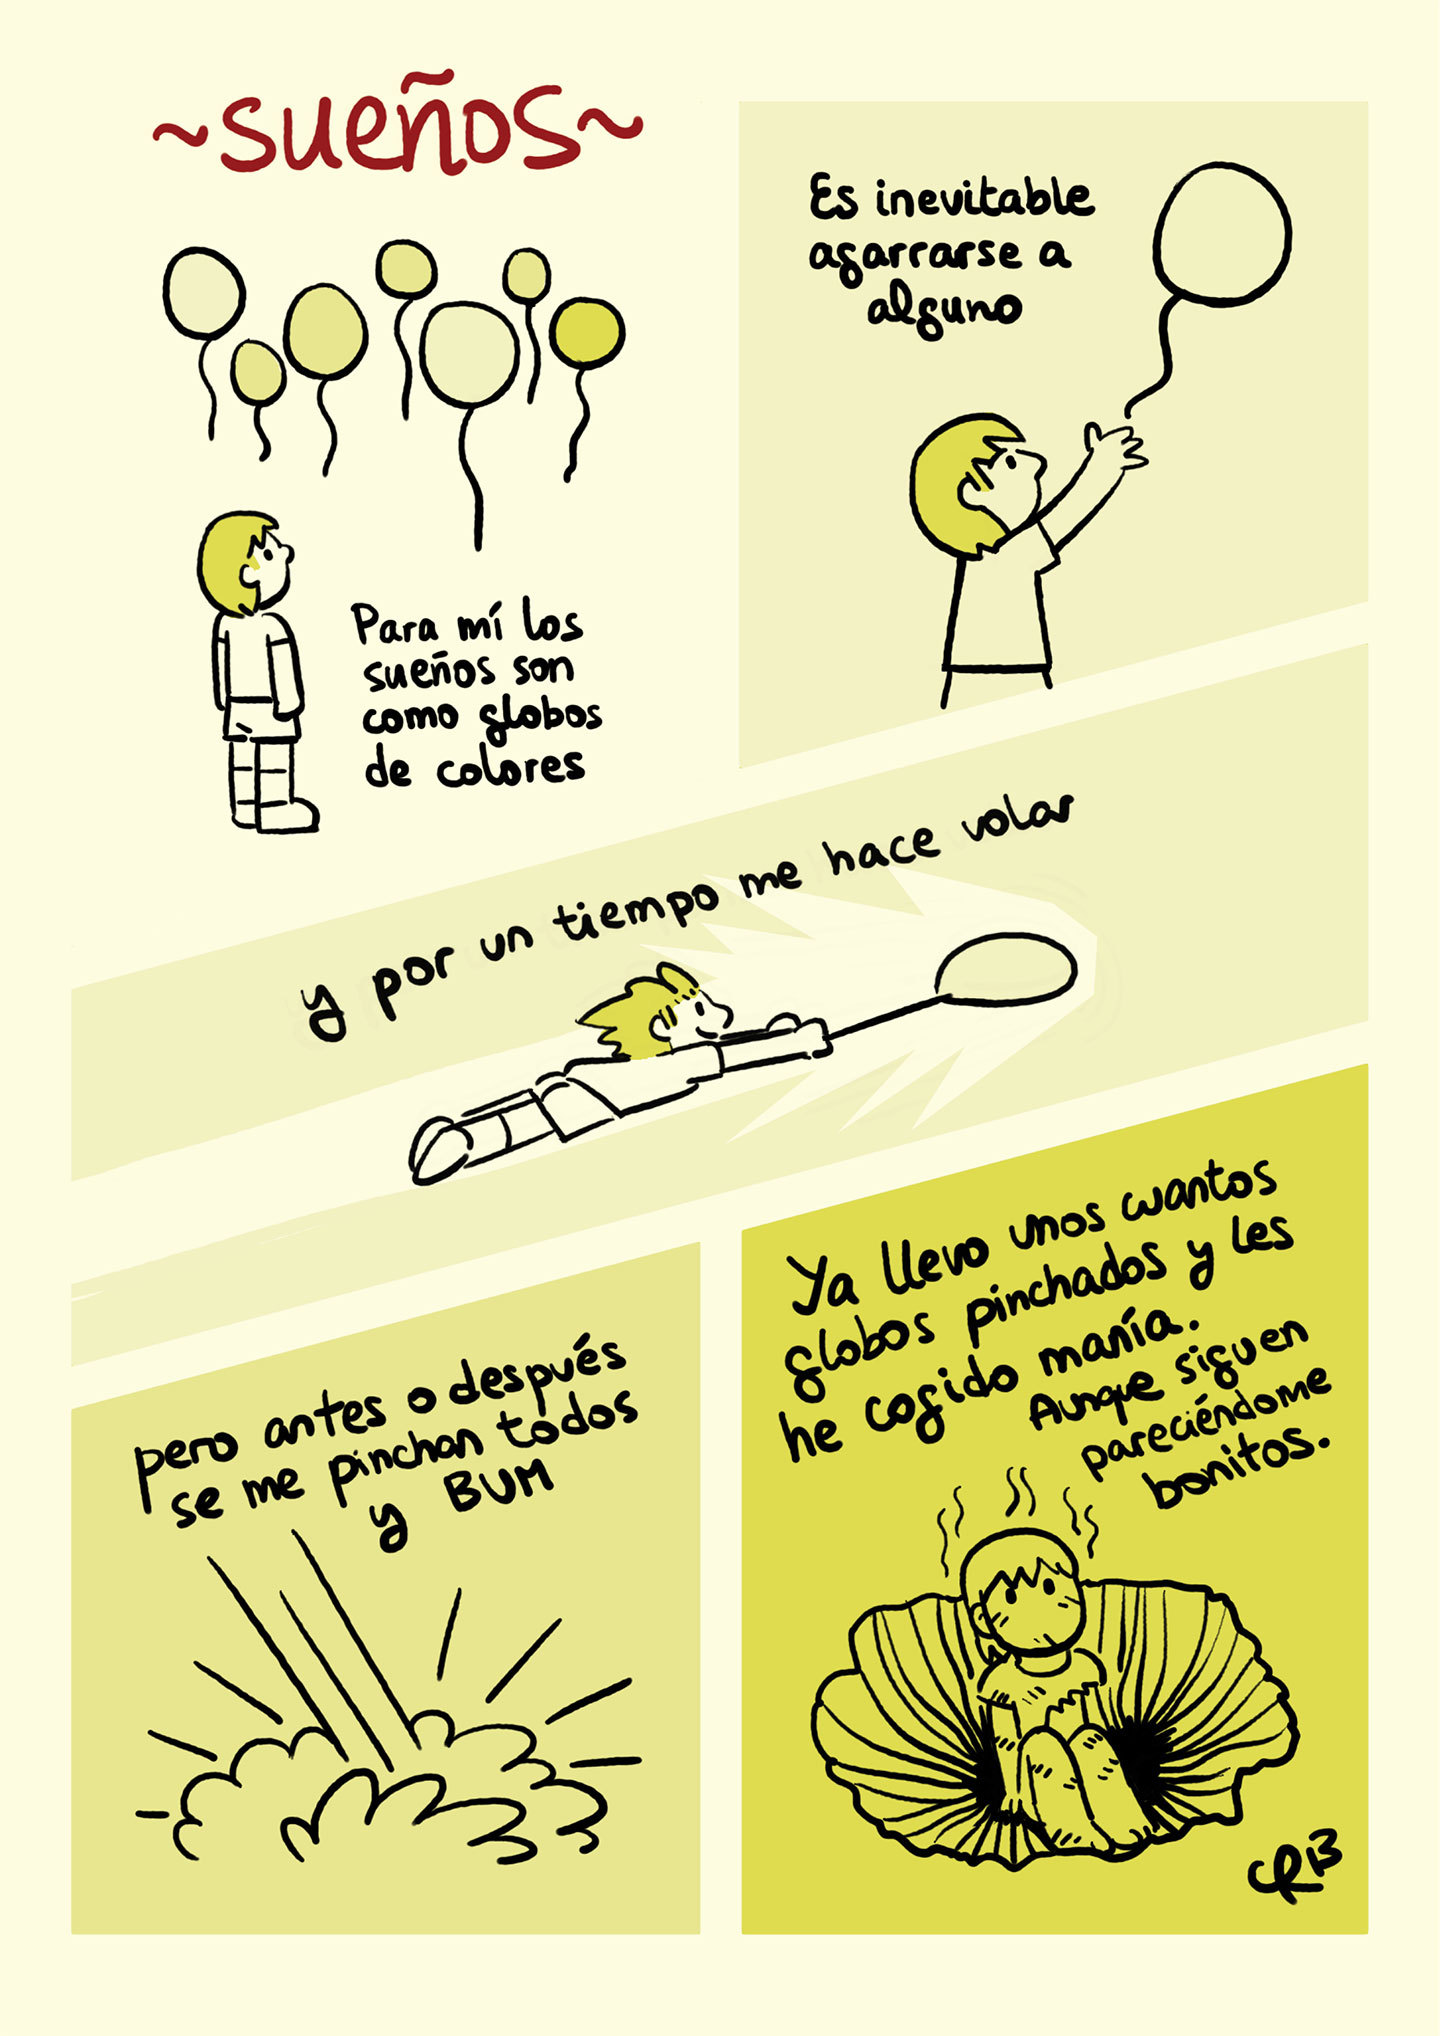 ~sueños~
Para mí los
sueños son
como globos
de colores
Es inevitable
agarrarse a
alguno
y por un tiempo me hace volar
pero antes o después
se me pinchan todos
y BUM
Ya llevo unos cuantos
globos pinchados y les
he cogido manía.
Aunque siguen
pareciéndome
bonitos.